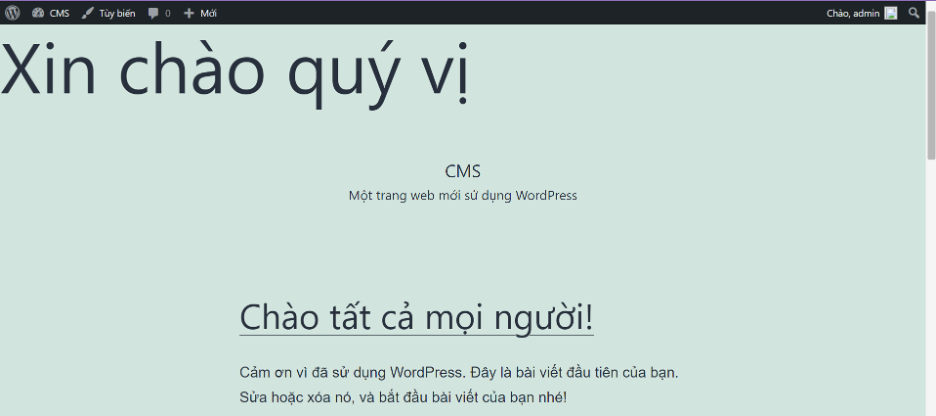 CMS Tùy biến 0 Mới Chào, admin
Xin chào quý vị
CMS
Một trang web mới sử dụng WordPress
Chào tất cả mọi người!
Cảm ơn vì đã sử dụng WordPress. Đây là bài viết đầu tiên của bạn.
Sửa hoặc xóa nó, và bắt đầu bài viết của bạn nhé!